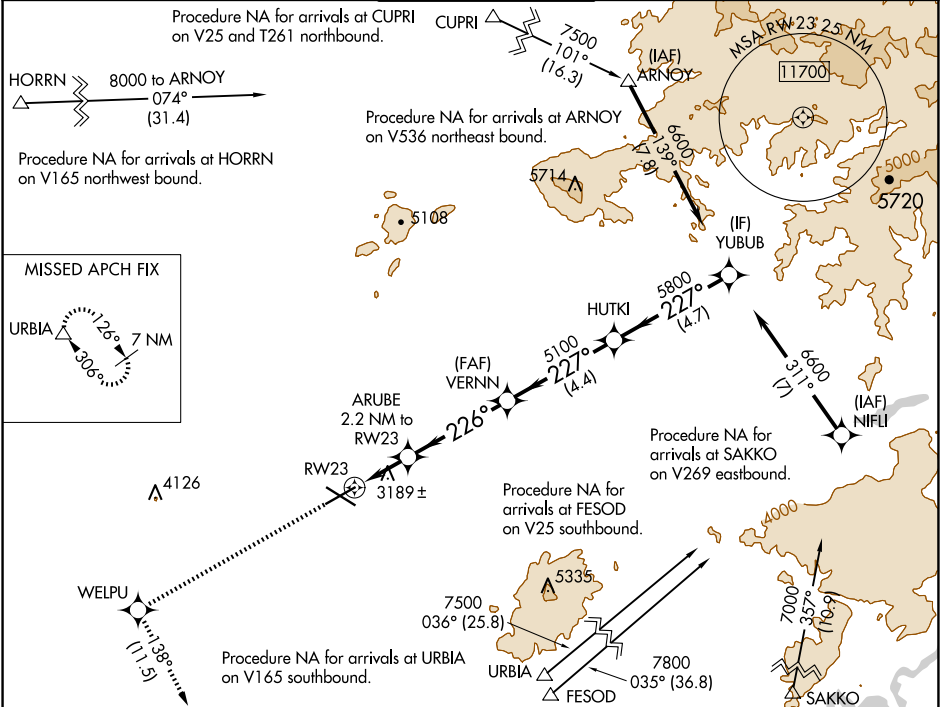 Procedure NA for arrivals at CUPRI
on V25 and T261 northbound.
CUPRI
7500
101°
(16.3)
(IAF)
ARNOY
MSA RW23 25 NM
11700
HORRN
8000 to ARNOY
074°
(31.4)
Procedure NA for arrivals at ARNOY
on V536 northeast bound.
6600
139°
(7.8)
Procedure NA for arrivals at HORRN
on V165 northwest bound.
5714
5000
5720
5108
(IF)
YUBUB
MISSED APCH FIX
URBIA
126°
7 NM
306°
5800
227°
(4.7)
HUTKI
5100
227°
(4.4)
(FAF)
VERNN
6600
311°
(7)
(IAF)
NIFLI
226°
ARUBE
2.2 NM to
RW23
RW23
3189±
4126
Procedure NA for
arrivals at SAKKO
on V269 eastbound.
Procedure NA for
arrivals at FESOD
on V25 southbound.
4000
5335
WELPU
138°
(11.5)
7500
036° (25.8)
7000
357°
(10.9)
Procedure NA for arrivals at URBIA
on V165 southbound.
URBIA
7800
035° (36.8)
FESOD
SAKKO